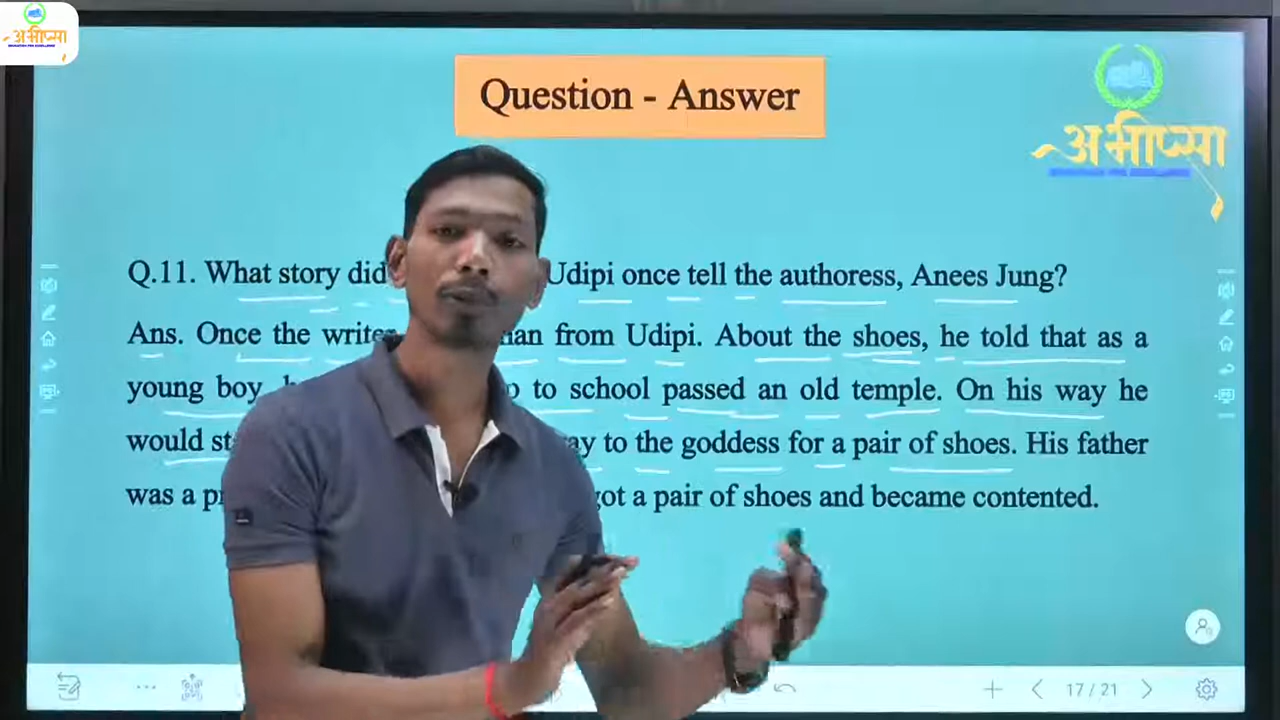 अभीप्सा
Question - Answer
अभीप्सा
Q.11. What story did Udipi once tell the authoress, Anees Jung?
Ans. Once the writer man from Udipi. About the shoes, he told that as a
young boy to school passed an old temple. On his way he
would to the goddess for a pair of shoes. His father
was a got a pair of shoes and became contented.
17 / 21